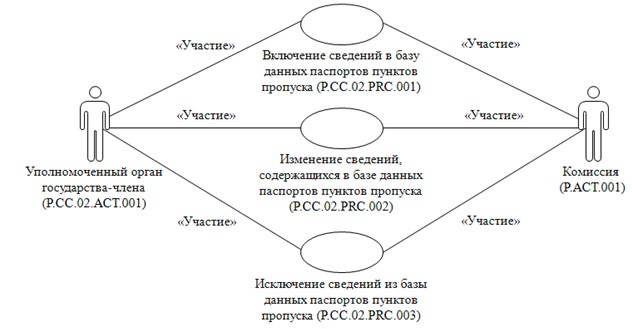 «Участие»
«Участие»
Включение сведений в базу
данных паспортов пунктов
пропуска (P.CC.02.PRC.001)
«Участие»
«Участие»
Уполномоченный орган
государства-члена
(P.CC.02.ACT.001)
Изменение сведений,
содержащихся в базе данных
паспортов пунктов пропуска
(P.CC.02.PRC.002)
Комиссия
(P.ACT.001)
«Участие»
«Участие»
Исключение сведений из базы
данных паспортов пунктов
пропуска (P.CC.02.PRC.003)